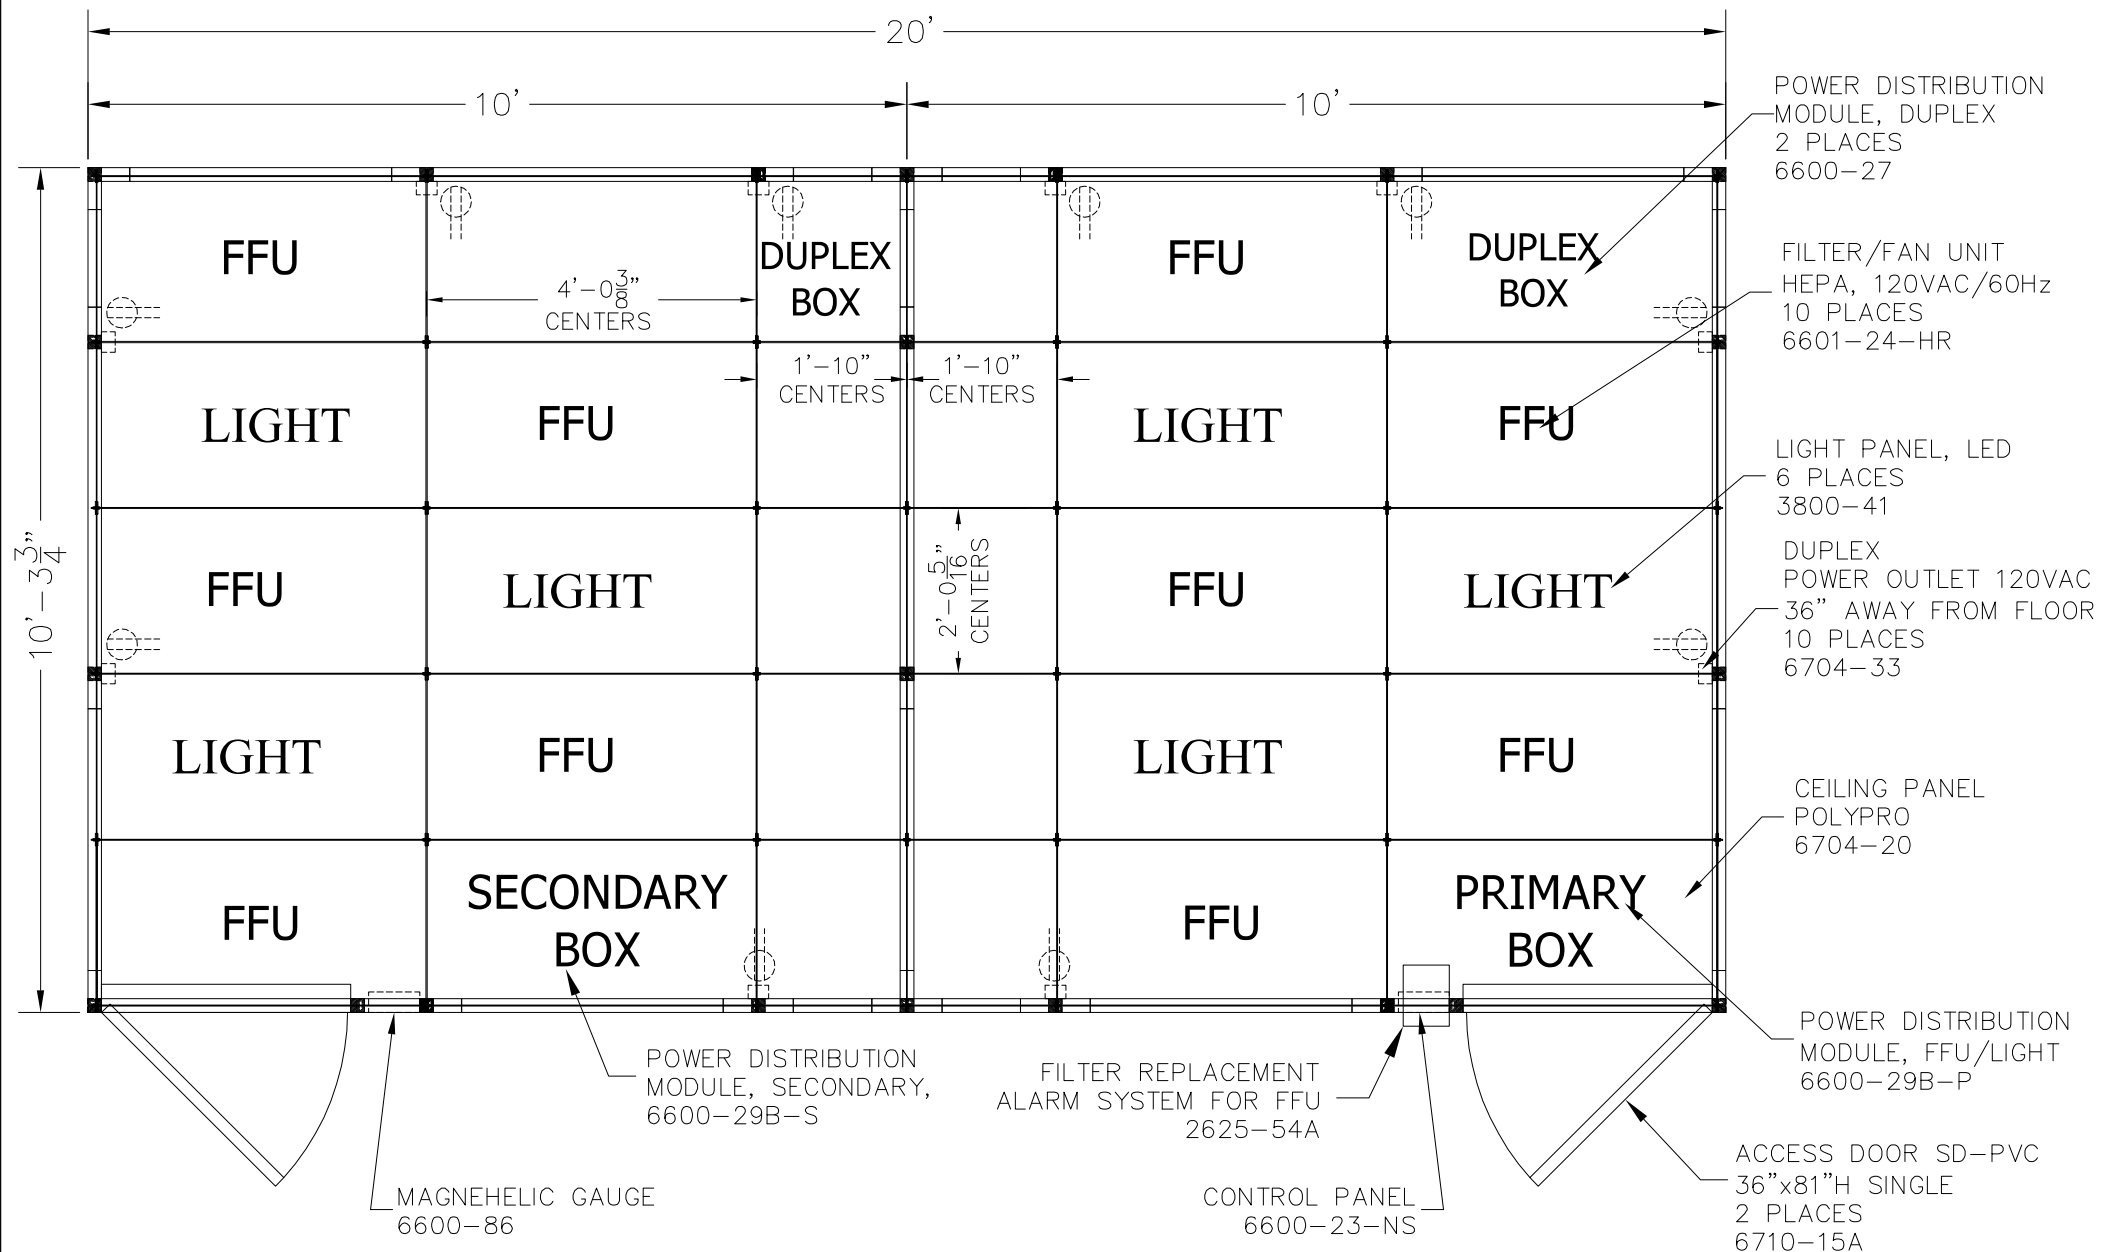 20'
10'
10'
POWER DISTRIBUTION
MODULE, DUPLEX
2 PLACES
6600-27
FFU
4'-0 3/8"
CENTERS
DUPLEX
BOX
FFU
DUPLEX
BOX
FILTER/FAN UNIT
HEPA, 120VAC/60Hz
10 PLACES
6601-24-HR
1'-10"
CENTERS
1'-10"
CENTERS
LIGHT
FFU
LIGHT
FFU
LIGHT PANEL, LED
6 PLACES
3800-41
10'-3 3/4"
FFU
LIGHT
2'-0 5/16"
CENTERS
FFU
LIGHT
DUPLEX
POWER OUTLET 120VAC
36" AWAY FROM FLOOR
10 PLACES
6704-33
LIGHT
FFU
LIGHT
FFU
CEILING PANEL
POLYPRO
6704-20
FFU
SECONDARY
BOX
FFU
PRIMARY
BOX
POWER DISTRIBUTION
MODULE, SECONDARY,
6600-29B-S
FILTER REPLACEMENT
ALARM SYSTEM FOR FFU
2625-54A
POWER DISTRIBUTION
MODULE, FFU/LIGHT
6600-29B-P
MAGNEHELIC GAUGE
6600-86
CONTROL PANEL
6600-23-NS
ACCESS DOOR SD-PVC
36"x81"H SINGLE
2 PLACES
6710-15A